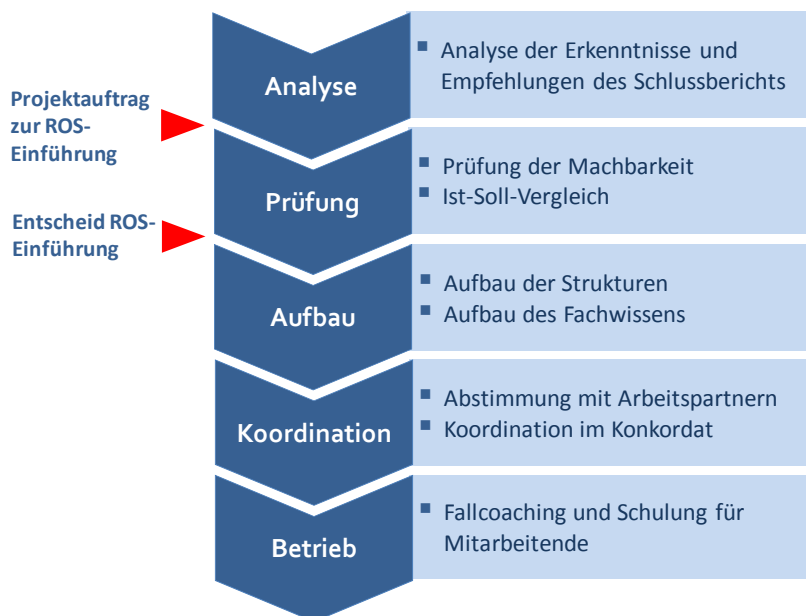 Analyse
▪ Analyse der Erkenntnisse und
Empfehlungen des Schlussberichts
Projektauftrag
zur ROS-
Einführung
Prüfung
▪ Prüfung der Machbarkeit
▪ Ist-Soll-Vergleich
Entscheid ROS-
Einführung
Aufbau
▪ Aufbau der Strukturen
▪ Aufbau des Fachwissens
Koordination
▪ Abstimmung mit Arbeitspartnern
▪ Koordination im Konkordat
Betrieb
▪ Fallcoaching und Schulung für
Mitarbeitende